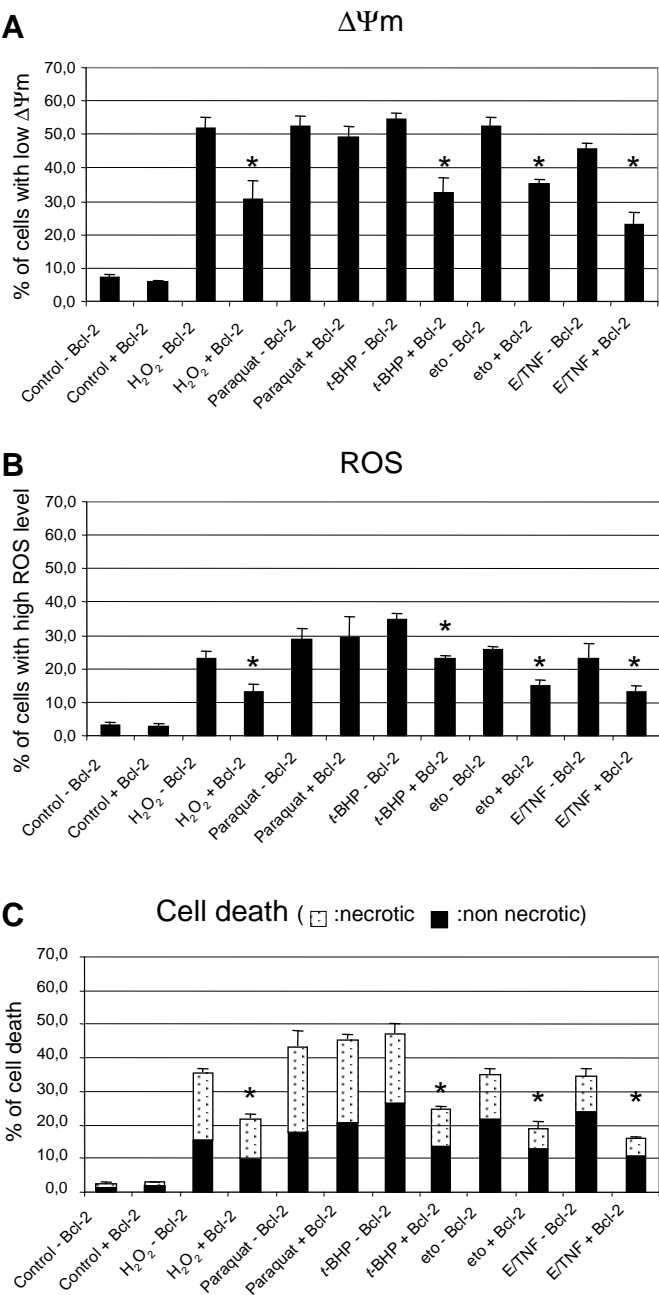 A
ΔΨm
% of cells with low ΔΨm
70,0
60,0
50,0
40,0
30,0
20,0
10,0
0,0
* * * *
Control - Bcl-2
Control + Bcl-2
H₂O₂ - Bcl-2
H₂O₂ + Bcl-2
Paraquat - Bcl-2
Paraquat + Bcl-2
t-BHP - Bcl-2
t-BHP + Bcl-2
eto - Bcl-2
eto + Bcl-2
E/TNF - Bcl-2
E/TNF + Bcl-2
B
ROS
% of cells with high ROS level
70,0
60,0
50,0
40,0
30,0
20,0
10,0
0,0
* * * *
Control - Bcl-2
Control + Bcl-2
H₂O₂ - Bcl-2
H₂O₂ + Bcl-2
Paraquat - Bcl-2
Paraquat + Bcl-2
t-BHP - Bcl-2
t-BHP + Bcl-2
eto - Bcl-2
eto + Bcl-2
E/TNF - Bcl-2
E/TNF + Bcl-2
C
Cell death ( :necrotic :non necrotic)
% of cell death
70,0
60,0
50,0
40,0
30,0
20,0
10,0
0,0
* * * *
Control - Bcl-2
Control + Bcl-2
H₂O₂ - Bcl-2
H₂O₂ + Bcl-2
Paraquat - Bcl-2
Paraquat + Bcl-2
t-BHP - Bcl-2
t-BHP + Bcl-2
eto - Bcl-2
eto + Bcl-2
E/TNF - Bcl-2
E/TNF + Bcl-2